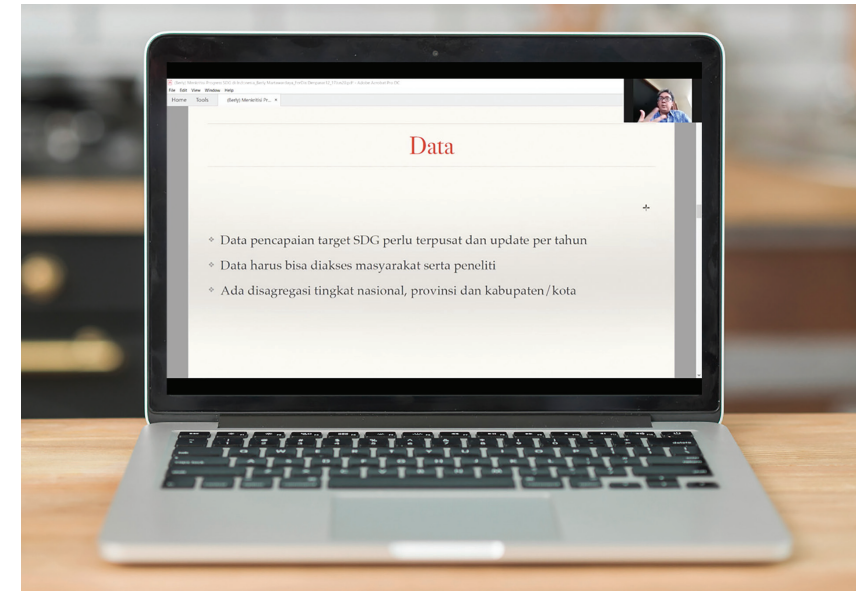 File Edit View Window Help
Home Tools
Data
Data pencapaian target SDG perlu terpusat dan update per tahun
Data harus bisa diakses masyarakat serta peneliti
Ada disagregasi tingkat nasional, provinsi dan kabupaten/kota
delete